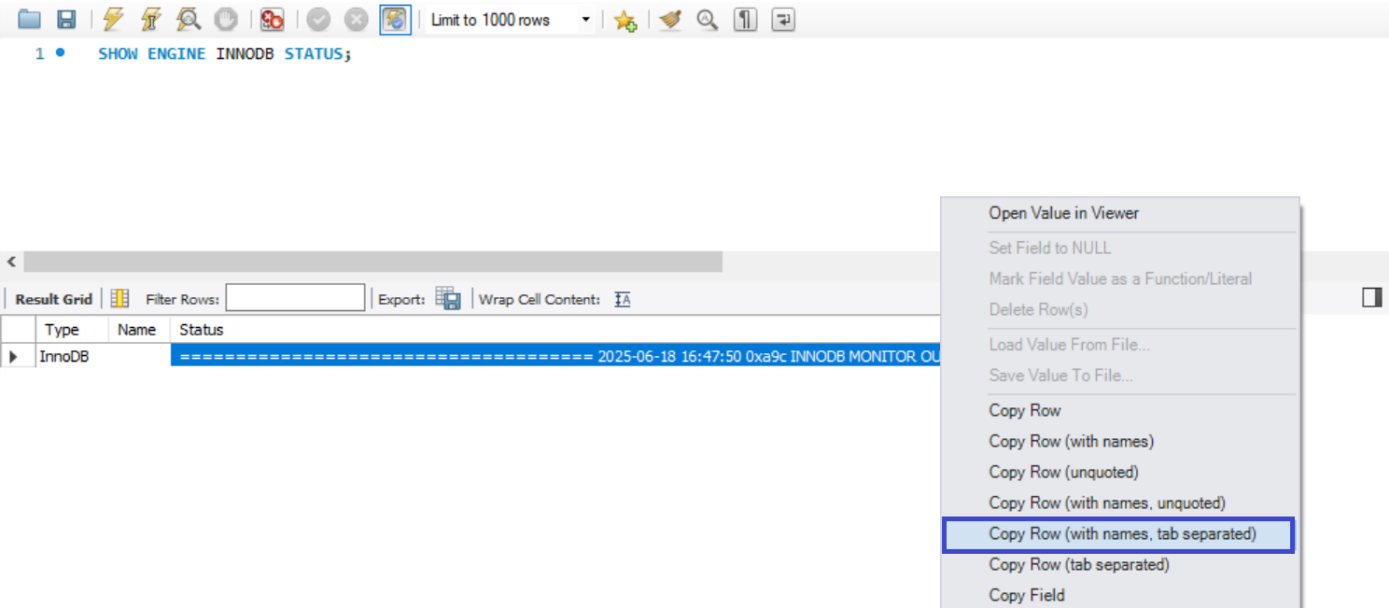 Limit to 1000 rows
1 SHOW ENGINE INNODB STATUS;
Result Grid Filter Rows: Export: Wrap Cell Content: IA
Type Name Status
InnoDB ===================================== 2025-06-18 16:47:50 0xa9c INNODB MONITOR OU
Open Value in Viewer
Set Field to NULL
Mark Field Value as a Function/Literal
Delete Row(s)
Load Value From File...
Save Value To File...
Copy Row
Copy Row (with names)
Copy Row (unquoted)
Copy Row (with names, unquoted)
Copy Row (with names, tab separated)
Copy Row (tab separated)
Copy Field